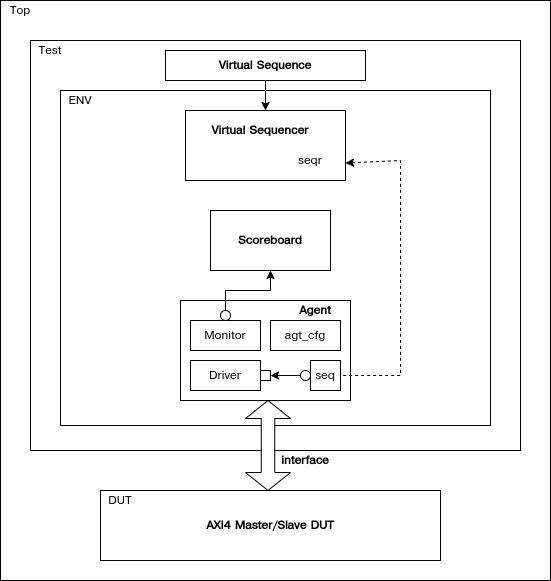 Top
Test
Virtual Sequence
ENV
Virtual Sequencer
seqr
Scoreboard
Agent
Monitor
agt_cfg
Driver
seq
interface
DUT
AXI4 Master/Slave DUT